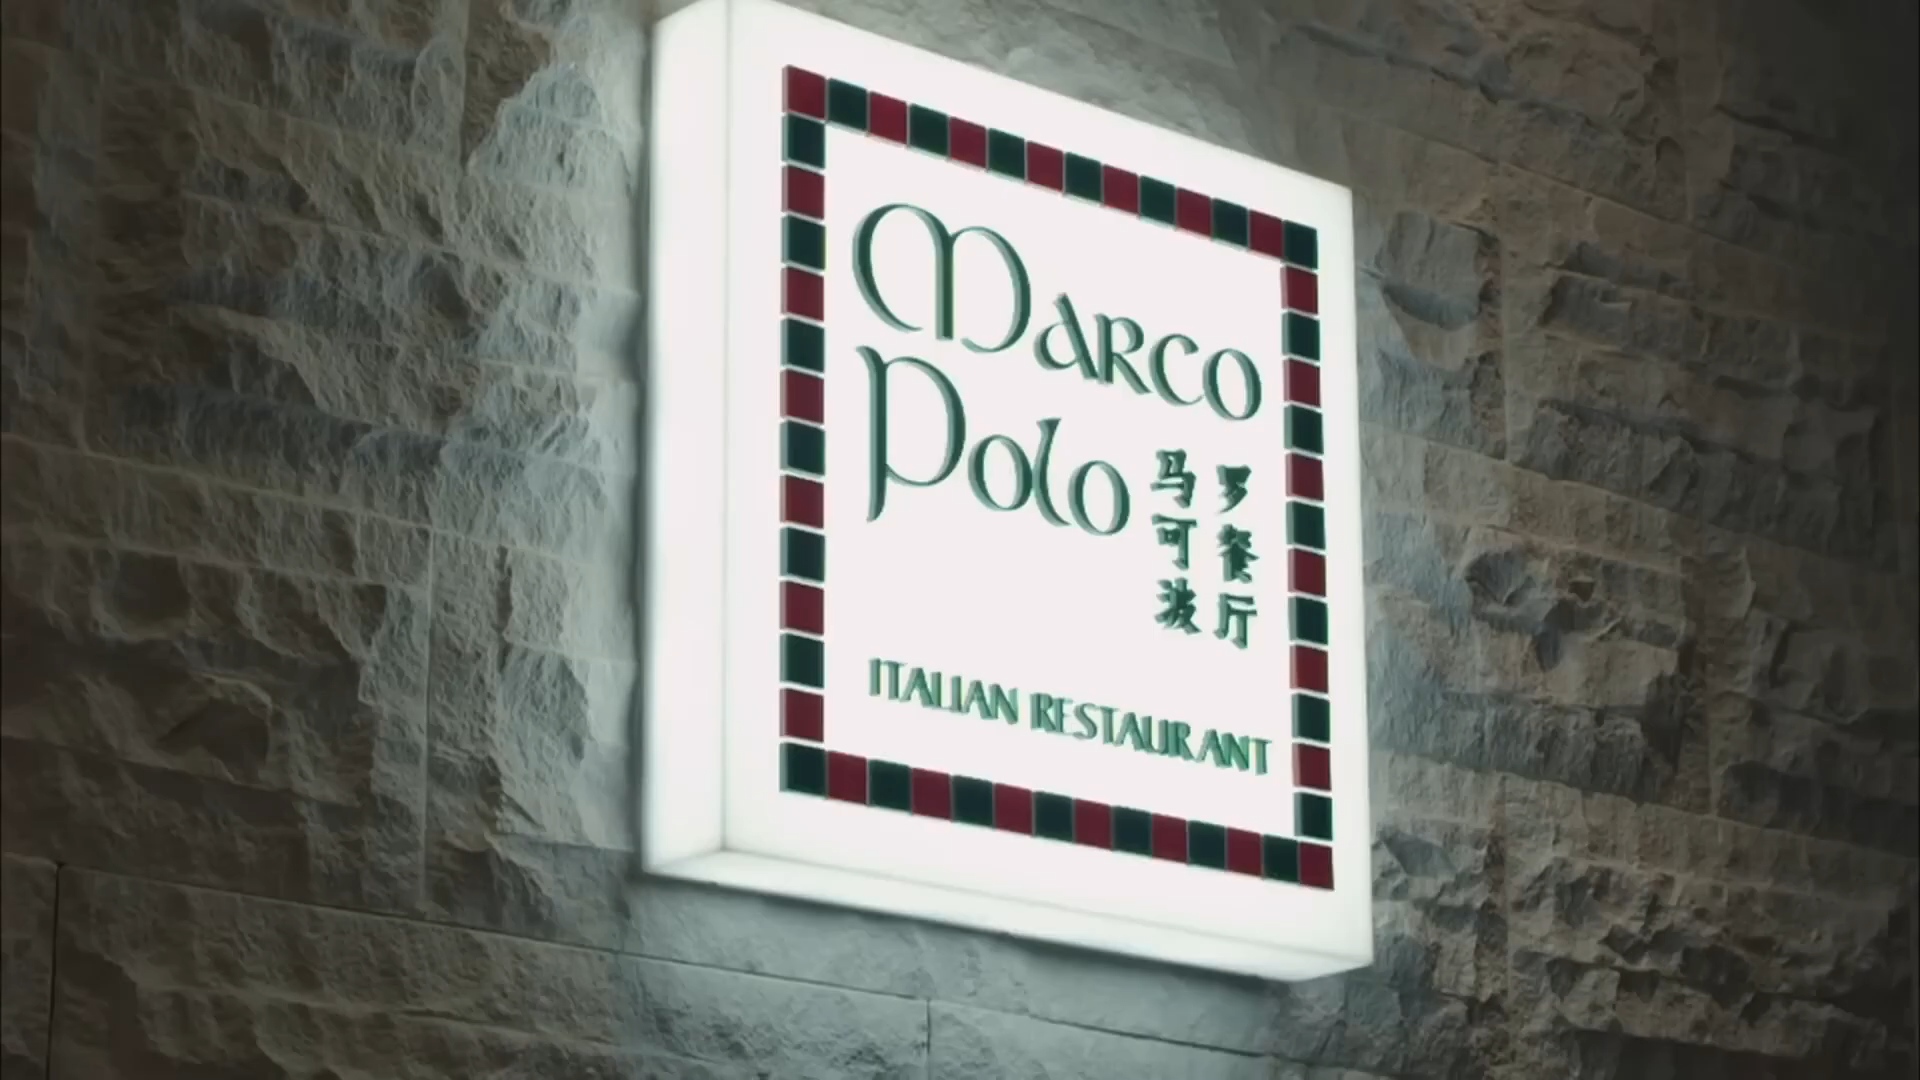 Marco
Polo
马可波
罗餐厅
ITALIAN RESTAURANT